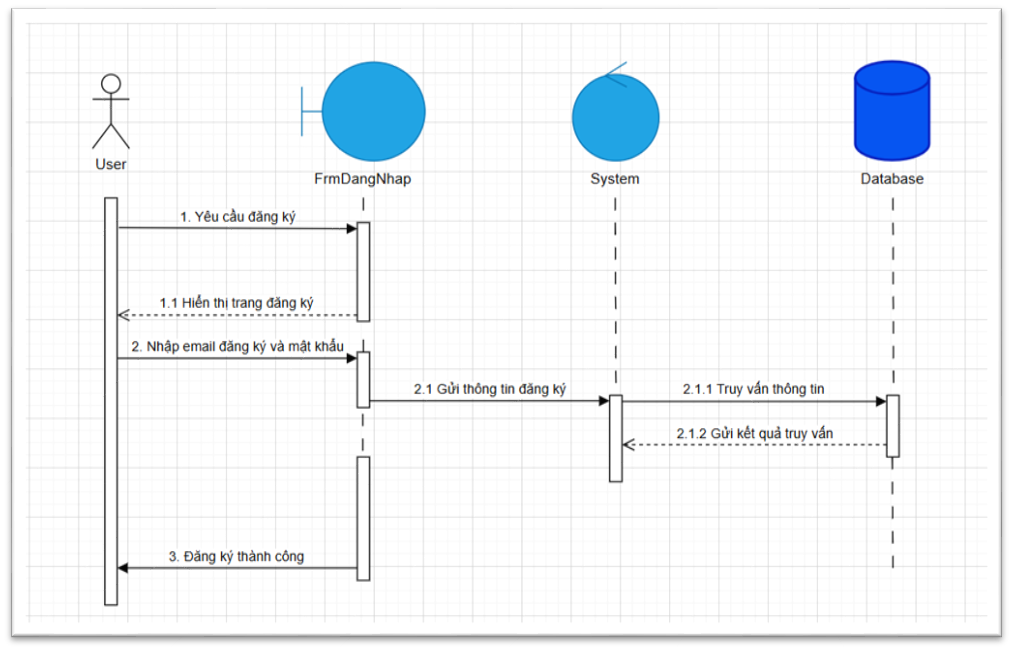 User
FrmDangNhap
System
Database
1. Yêu cầu đăng ký
1.1 Hiển thị trang đăng ký
2. Nhập email đăng ký và mật khẩu
2.1 Gửi thông tin đăng ký
2.1.1 Truy vấn thông tin
2.1.2 Gửi kết quả truy vấn
3. Đăng ký thành công